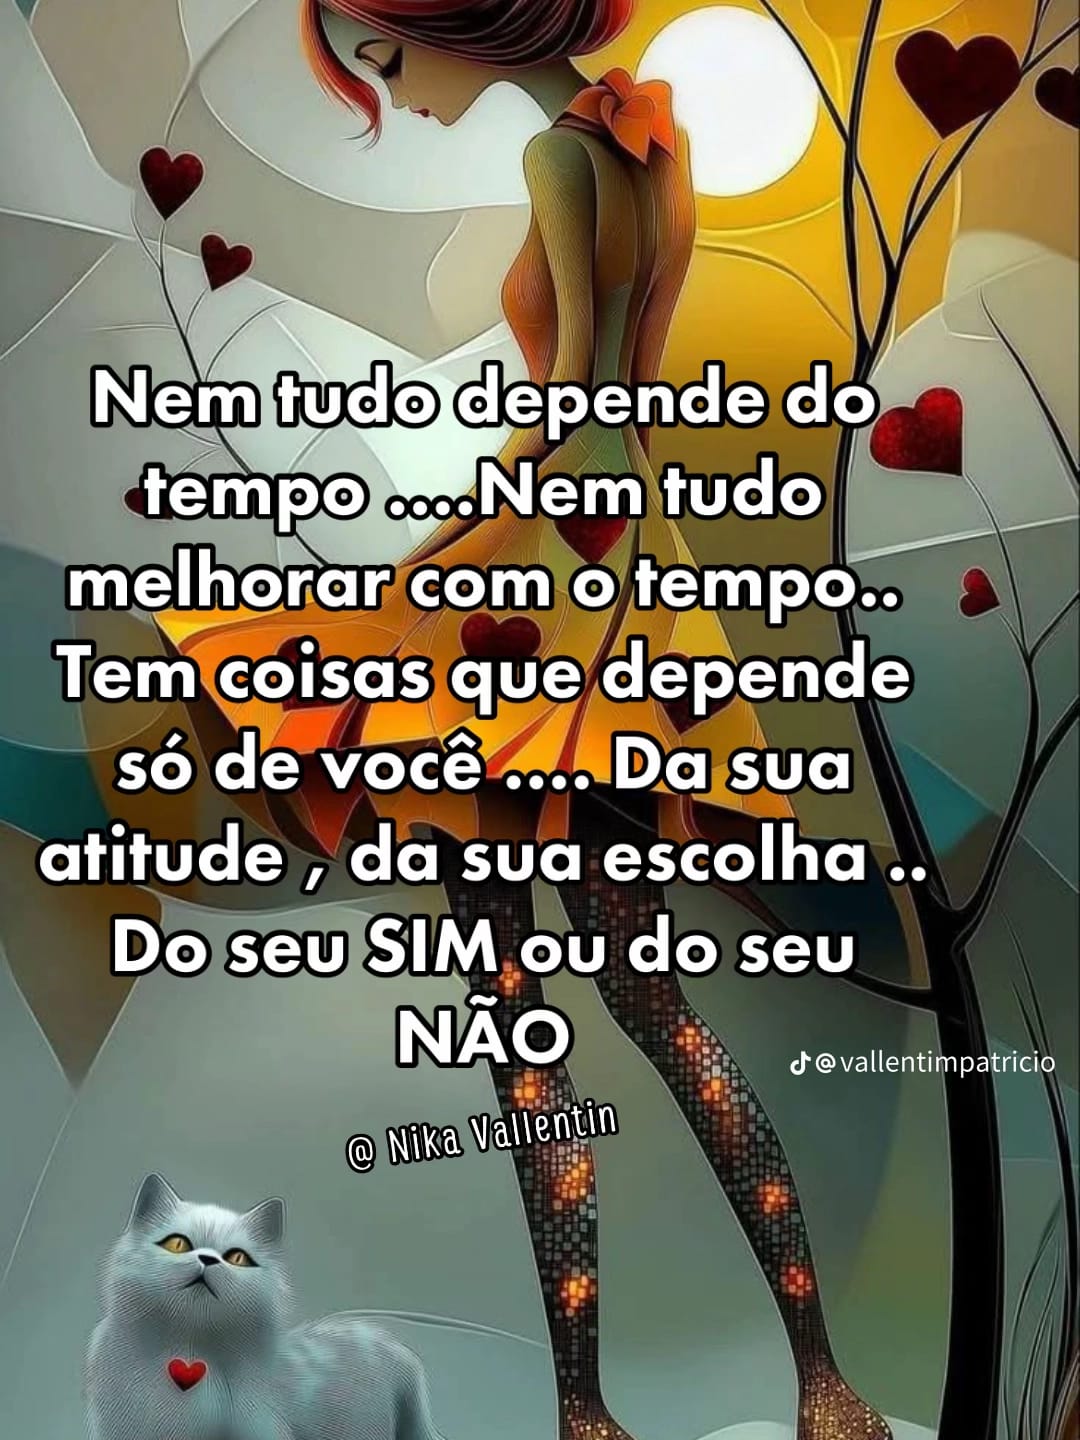 Nem tudo depende do
tempo ....Nem tudo
melhorar com o tempo..
Tem coisas que depende
só de você .... Da sua
atitude , da sua escolha ..
Do seu SIM ou do seu
NÃO
@vallentimpatricio
@ Nika Vallentin